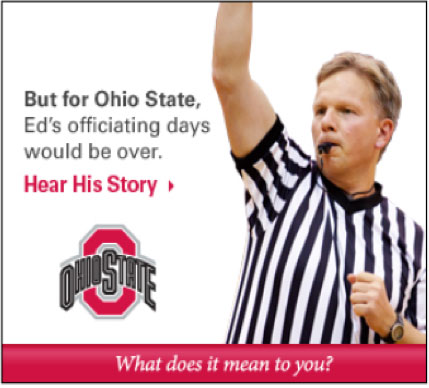 But for Ohio State,
Ed's officiating days
would be over.
Hear His Story
OHIO STATE
What does it mean to you?